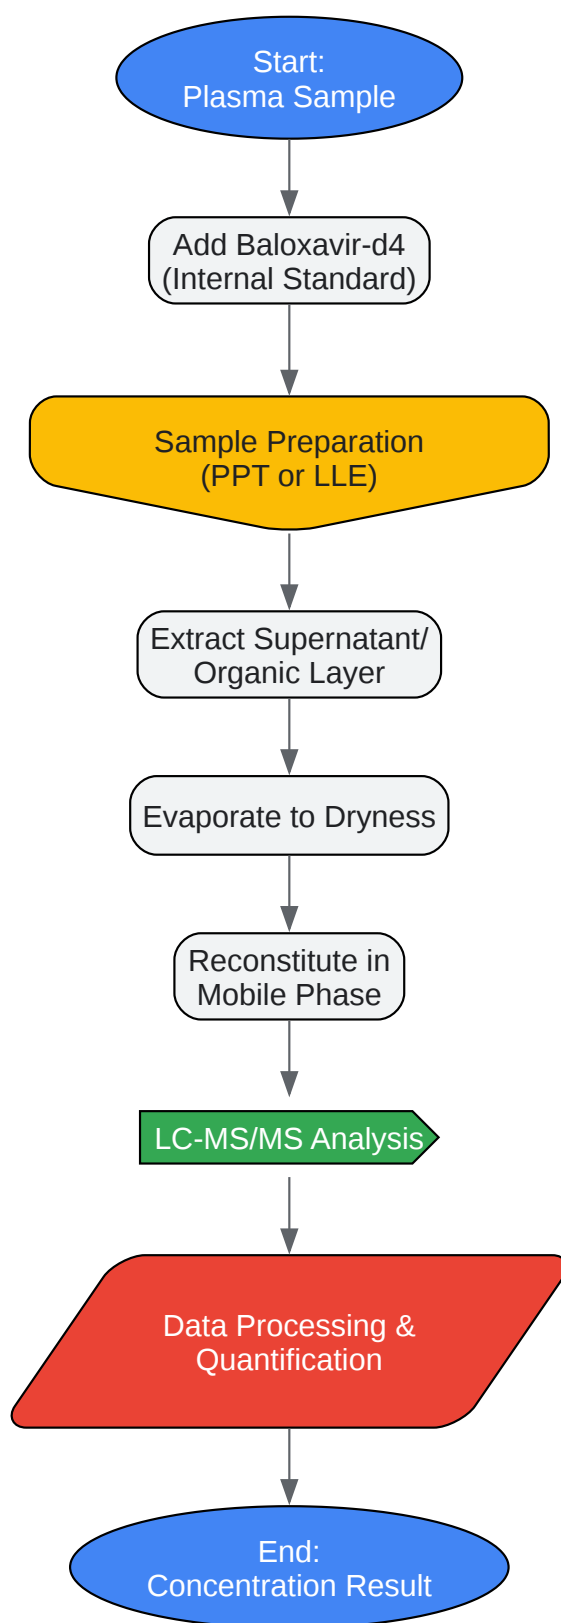 Start:
Plasma Sample
Add Baloxavir-d4
(Internal Standard)
Sample Preparation
(PPT or LLE)
Extract Supernatant/
Organic Layer
Evaporate to Dryness
Reconstitute in
Mobile Phase
LC-MS/MS Analysis
Data Processing &
Quantification
End:
Concentration Result